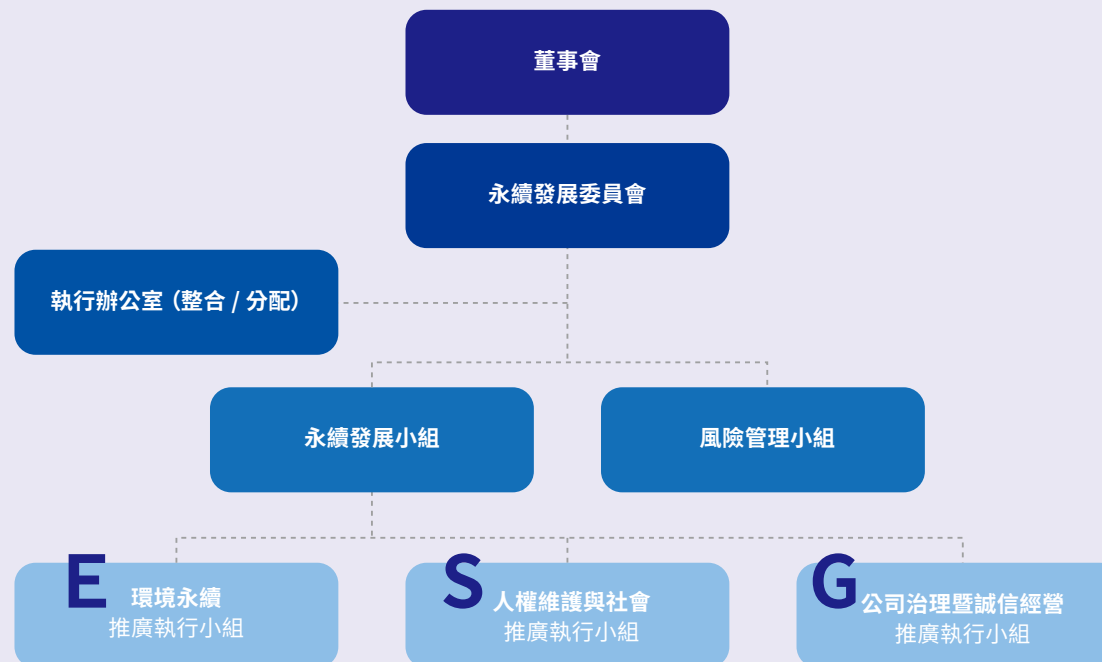 董事會
永續發展委員會
執行辦公室（整合 / 分配）
永續發展小組
風險管理小組
E
環境永續
推廣執行小組
S
人權維護與社會
推廣執行小組
G
公司治理暨誠信經營
推廣執行小組